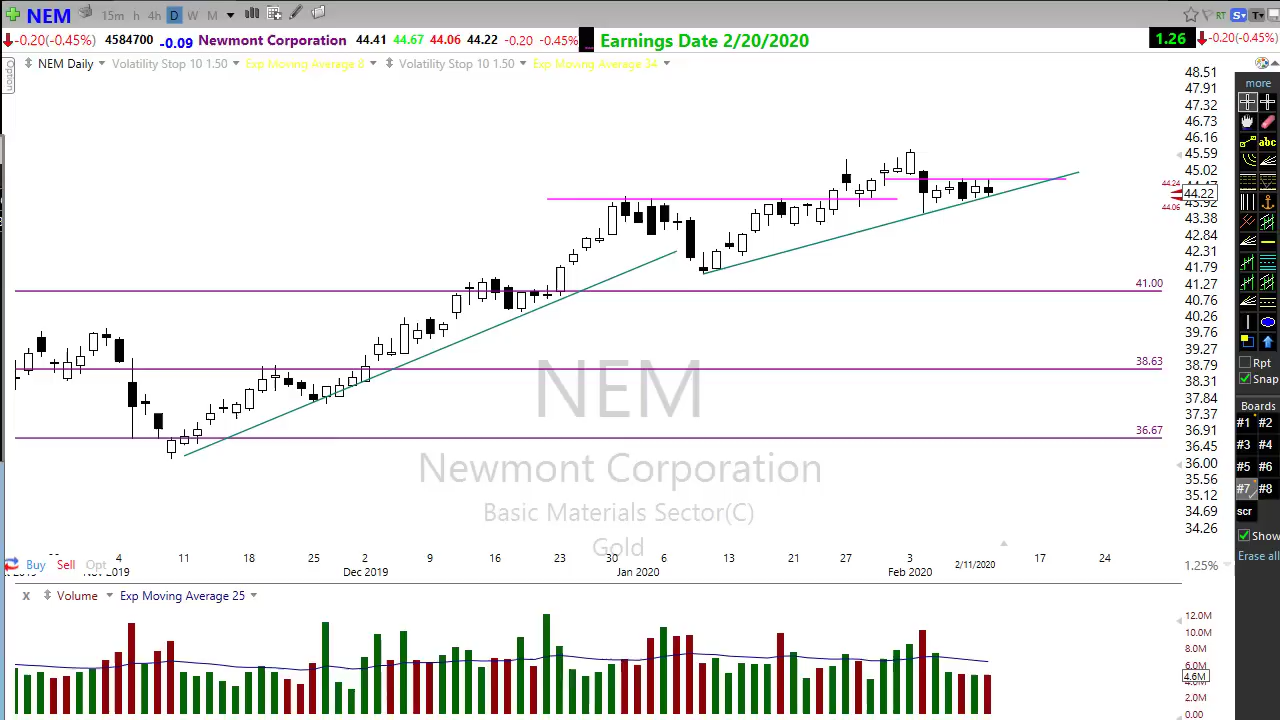 NEM 15m h 4h D W M RT S T
-0.20(-0.45%) 4584700 -0.09 Newmont Corporation 44.41 44.67 44.06 44.22 -0.20 -0.45% Earnings Date 2/20/2020 1.26 -0.20(-0.45%)
Option NEM Daily Volatility Stop 10 1.50 Exp Moving Average 8 Volatility Stop 10 1.50 Exp Moving Average 34
48.51
47.91
47.32
46.73
46.16
45.59
45.02
44.24
44.22
44.06
43.92
43.38
42.84
42.31
41.79
41.27
40.76
40.26
39.76
39.27
38.79
38.31
37.84
37.37
36.91
36.45
36.00
35.56
35.12
34.69
34.26
41.00
38.63
36.67
NEM
Newmont Corporation
Basic Materials Sector(C)
Gold
more
abc
Rpt
Snap
Boards
#1 #2
#3 #4
#5 #6
#7 #8
scr
Show
Erase all
4 11 18 25 2 9 16 23 30 6 13 21 27 3 2/11/2020 17 24
Buy Sell Opt
Dec 2019 Jan 2020 Feb 2020
1.25%
x Volume Exp Moving Average 25
12.0M
10.0M
8.0M
6.0M
4.6M
2.0M
0.00